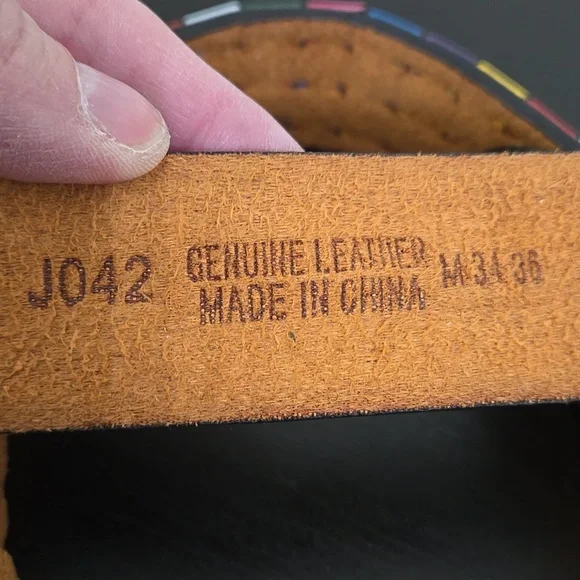 J042
GENUINE LEATHER
MADE IN CHINA
M 34 36